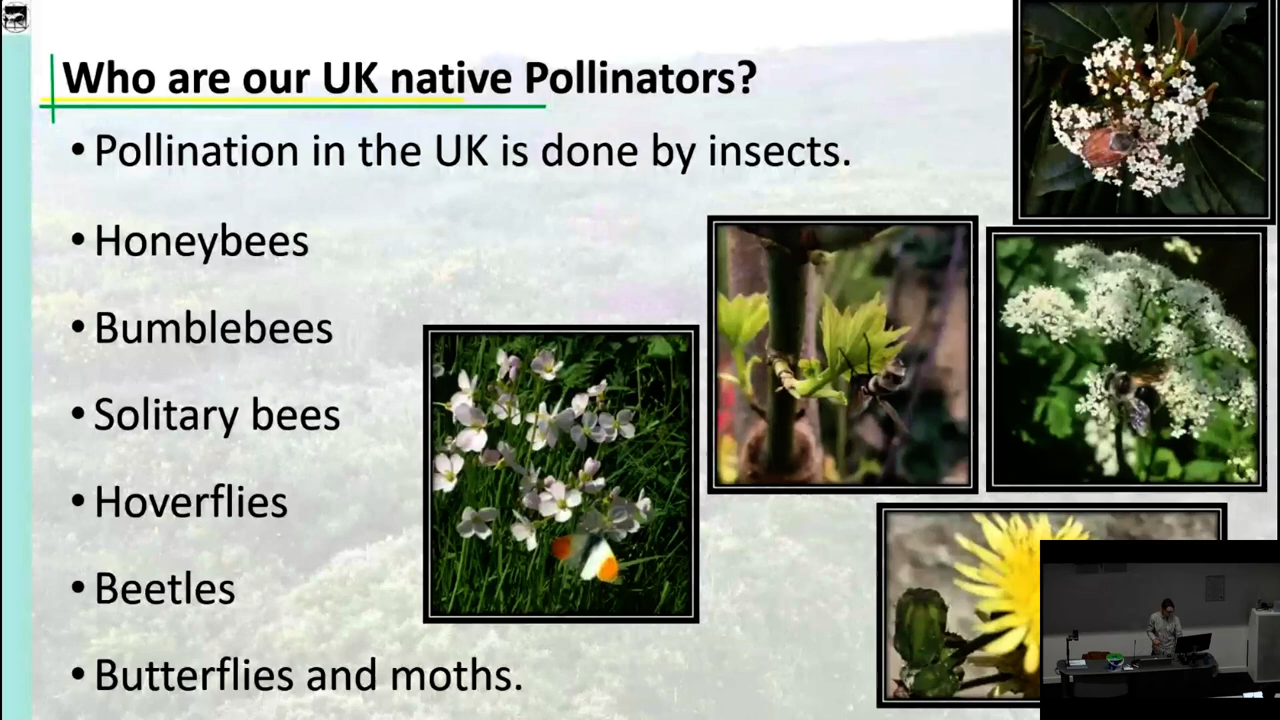 Who are our UK native Pollinators?
• Pollination in the UK is done by insects.
• Honeybees
• Bumblebees
• Solitary bees
• Hoverflies
• Beetles
• Butterflies and moths.